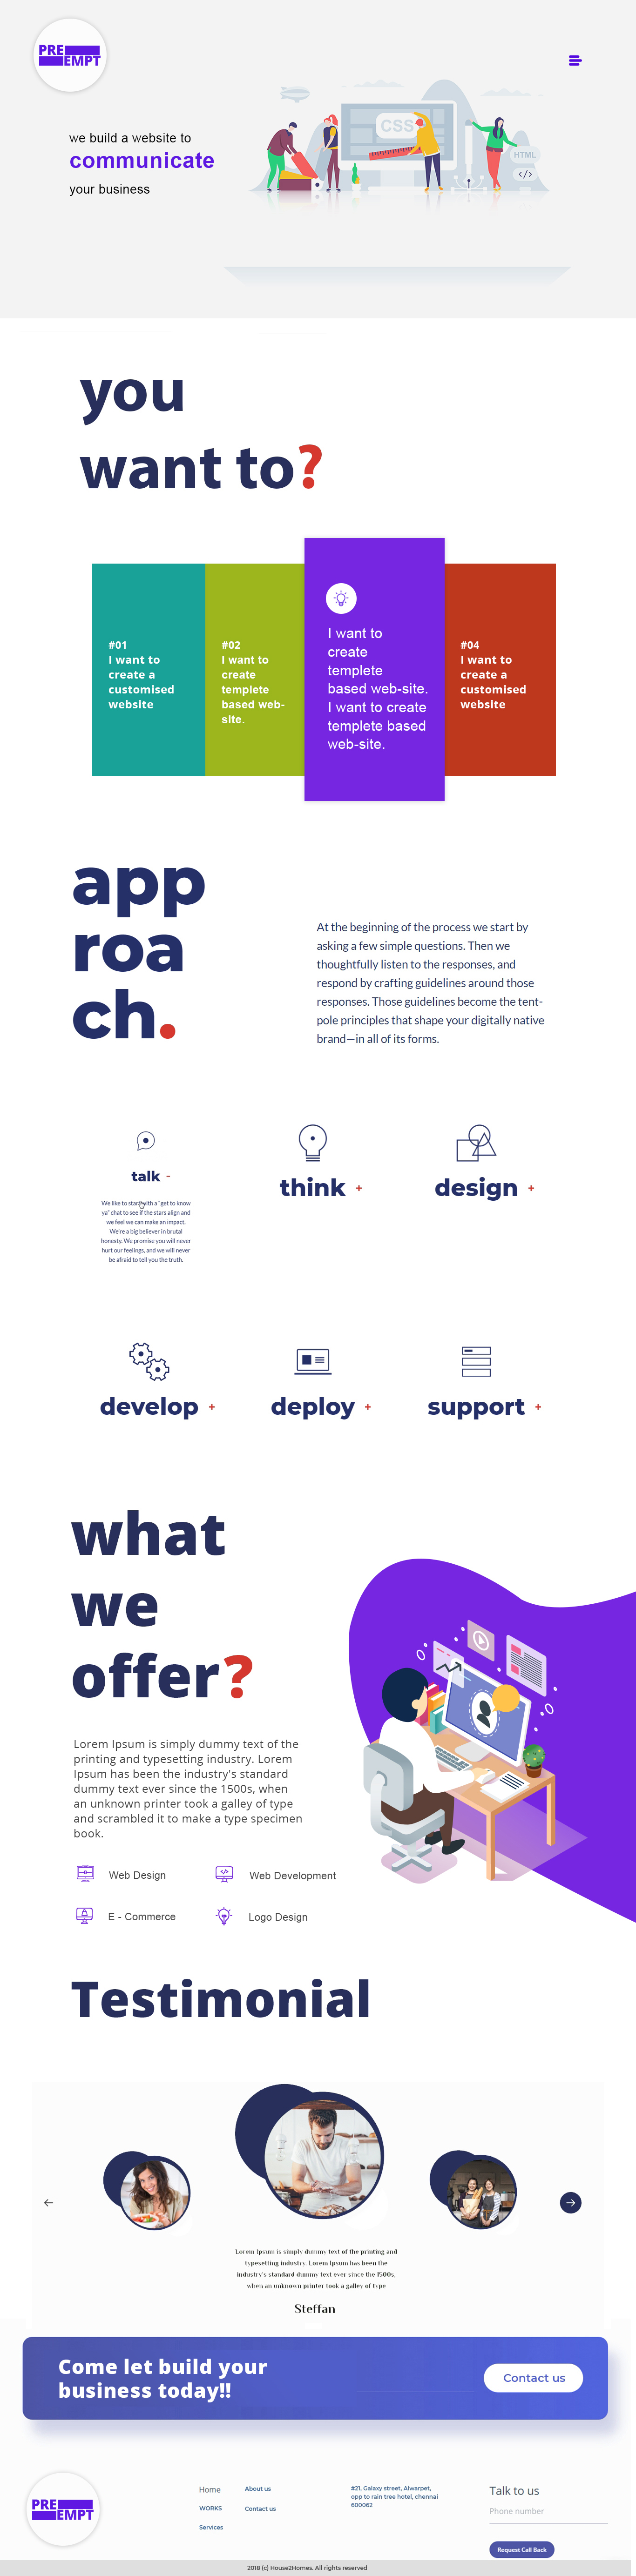 PRE
EMPT
we build a website to
communicate
your business
CSS
HTML
</>
you
want to?
#01
I want to
create a
customised
website
#02
I want to
create
templete
based web-
site.
I want to
create
templete
based web-site.
I want to create
templete based
web-site.
#04
I want to
create a
customised
website
app
roa
ch.
At the beginning of the process we start by
asking a few simple questions. Then we
thoughtfully listen to the responses, and
respond by crafting guidelines around those
responses. Those guidelines become the tent-
pole principles that shape your digitally native
brand—in all of its forms.
talk -
We like to start with a "get to know
ya" chat to see if the stars align and
we feel we can make an impact.
We're a big believer in brutal
honesty. We promise you will never
hurt our feelings, and we will never
be afraid to tell you the truth.
think +
design +
develop +
deploy +
support +
what
we
offer?
Lorem Ipsum is simply dummy text of the
printing and typesetting industry. Lorem
Ipsum has been the industry's standard
dummy text ever since the 1500s, when
an unknown printer took a galley of type
and scrambled it to make a type specimen
book.
Web Design
Web Development
E - Commerce
Logo Design
Testimonial
Lorem Ipsum is simply dummy text of the printing and
typesetting industry. Lorem Ipsum has been the
industry's standard dummy text ever since the 1500s,
when an unknown printer took a galley of type
Steffan
Come let build your
business today!!
Contact us
PRE
EMPT
Home
WORKS
Services
About us
Contact us
#21, Galaxy street, Alwarpet,
opp to rain tree hotel, chennai
600062
Talk to us
Phone number
Request Call Back
2018 (c) House2Homes. All rights reserved